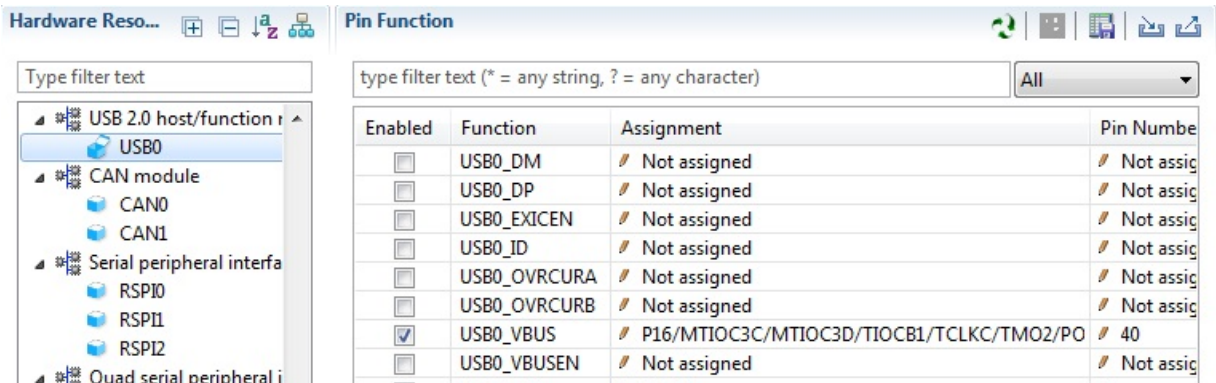 Hardware Reso...
Type filter text
USB 2.0 host/function
USB0
CAN module
CAN0
CAN1
Serial peripheral interfa
RSPI0
RSPI1
RSPI2
Quad serial peripheral i
Pin Function
type filter text (* = any string, ? = any character)
All
Enabled Function Assignment Pin Numbe
USB0_DM Not assigned Not assig
USB0_DP Not assigned Not assig
USB0_EXICEN Not assigned Not assig
USB0_ID Not assigned Not assig
USB0_OVRCURA Not assigned Not assig
USB0_OVRCURB Not assigned Not assig
USB0_VBUS P16/MTIOC3C/MTIOC3D/TIOCB1/TCLKC/TMO2/PO 40
USB0_VBUSEN Not assigned Not assig